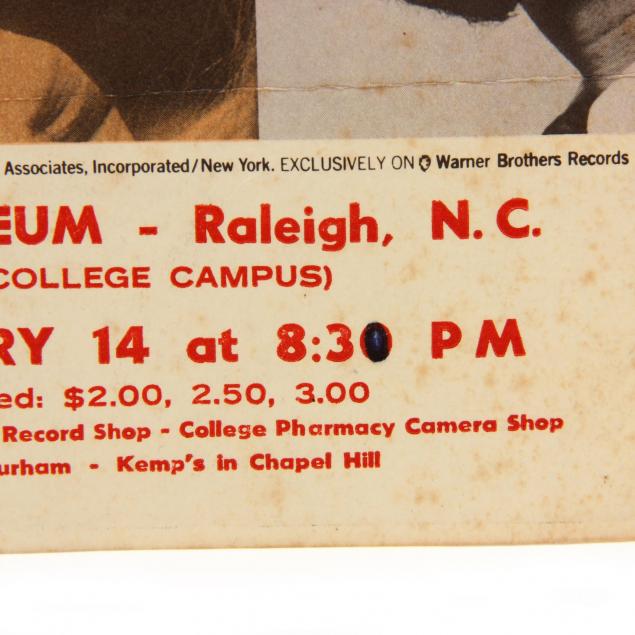 Associates, Incorporated/New York. EXCLUSIVELY ON Warner Brothers Records
EUM - Raleigh, N.C.
COLLEGE CAMPUS)
RY 14 at 8:30 PM
ed: $2.00, 2.50, 3.00
Record Shop - College Pharmacy Camera Shop
urham - Kemp's in Chapel Hill